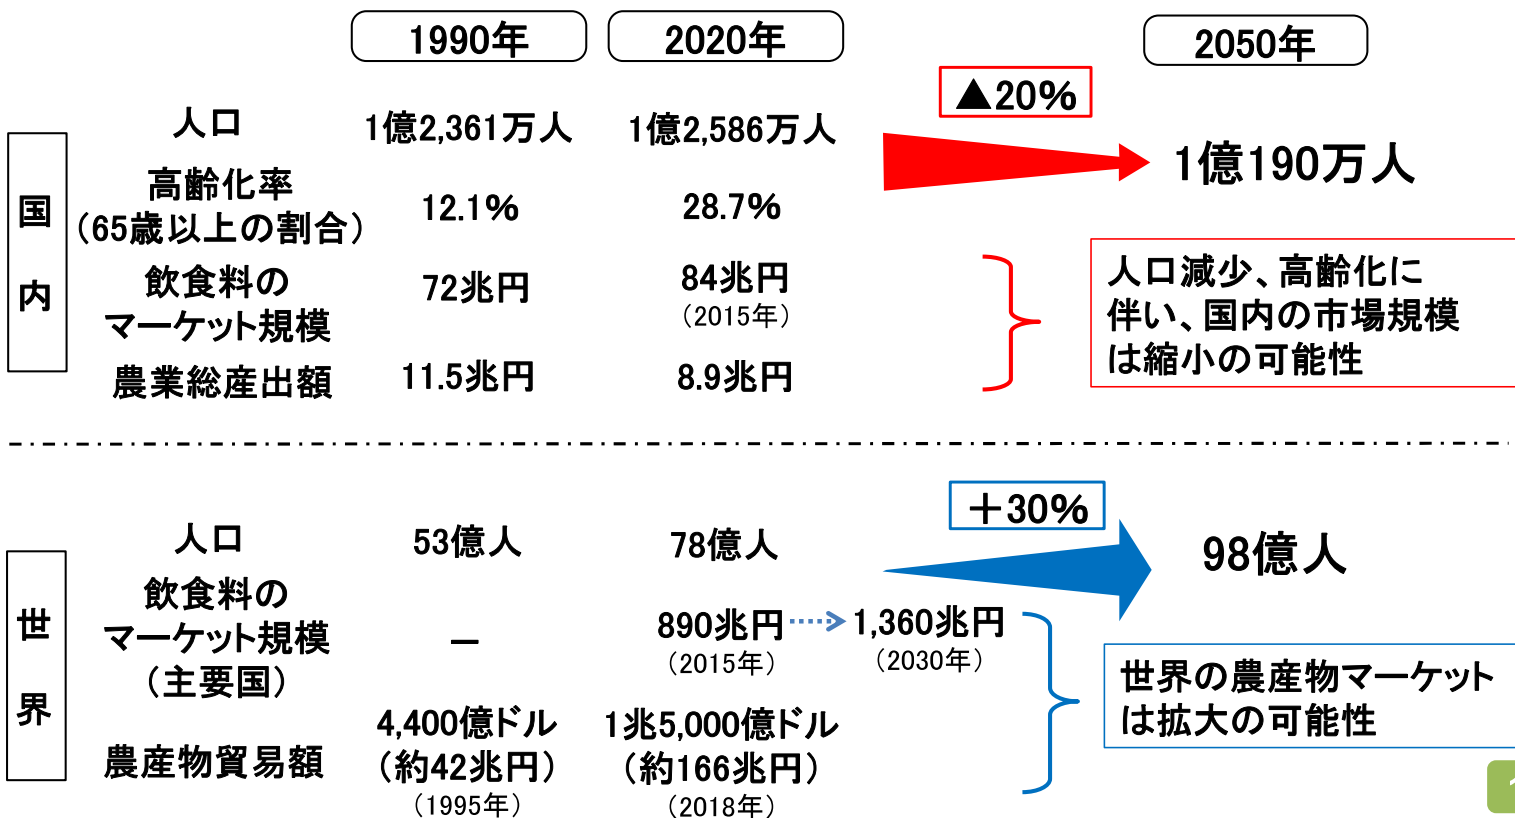 1990年 2020年 2050年
▲20%
国内
人口 1億2,361万人 1億2,586万人 1億190万人
高齢化率
（65歳以上の割合） 12.1% 28.7%
飲食料の
マーケット規模 72兆円 84兆円
（2015年）
農業総産出額 11.5兆円 8.9兆円
人口減少、高齢化に
伴い、国内の市場規模
は縮小の可能性
＋30%
世界
人口 53億人 78億人 98億人
飲食料の
マーケット規模
（主要国） － 890兆円 1,360兆円
（2015年） （2030年）
農産物貿易額 4,400億ドル 1兆5,000億ドル
（約42兆円） （約166兆円）
（1995年） （2018年）
世界の農産物マーケット
は拡大の可能性